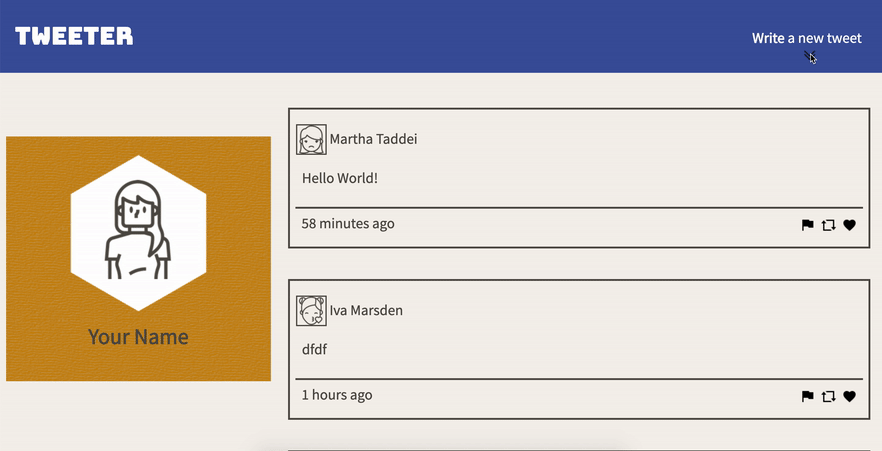 TWEETER
Write a new tweet
Your Name
Martha Taddei
Hello World!
58 minutes ago
Iva Marsden
dfdf
1 hours ago